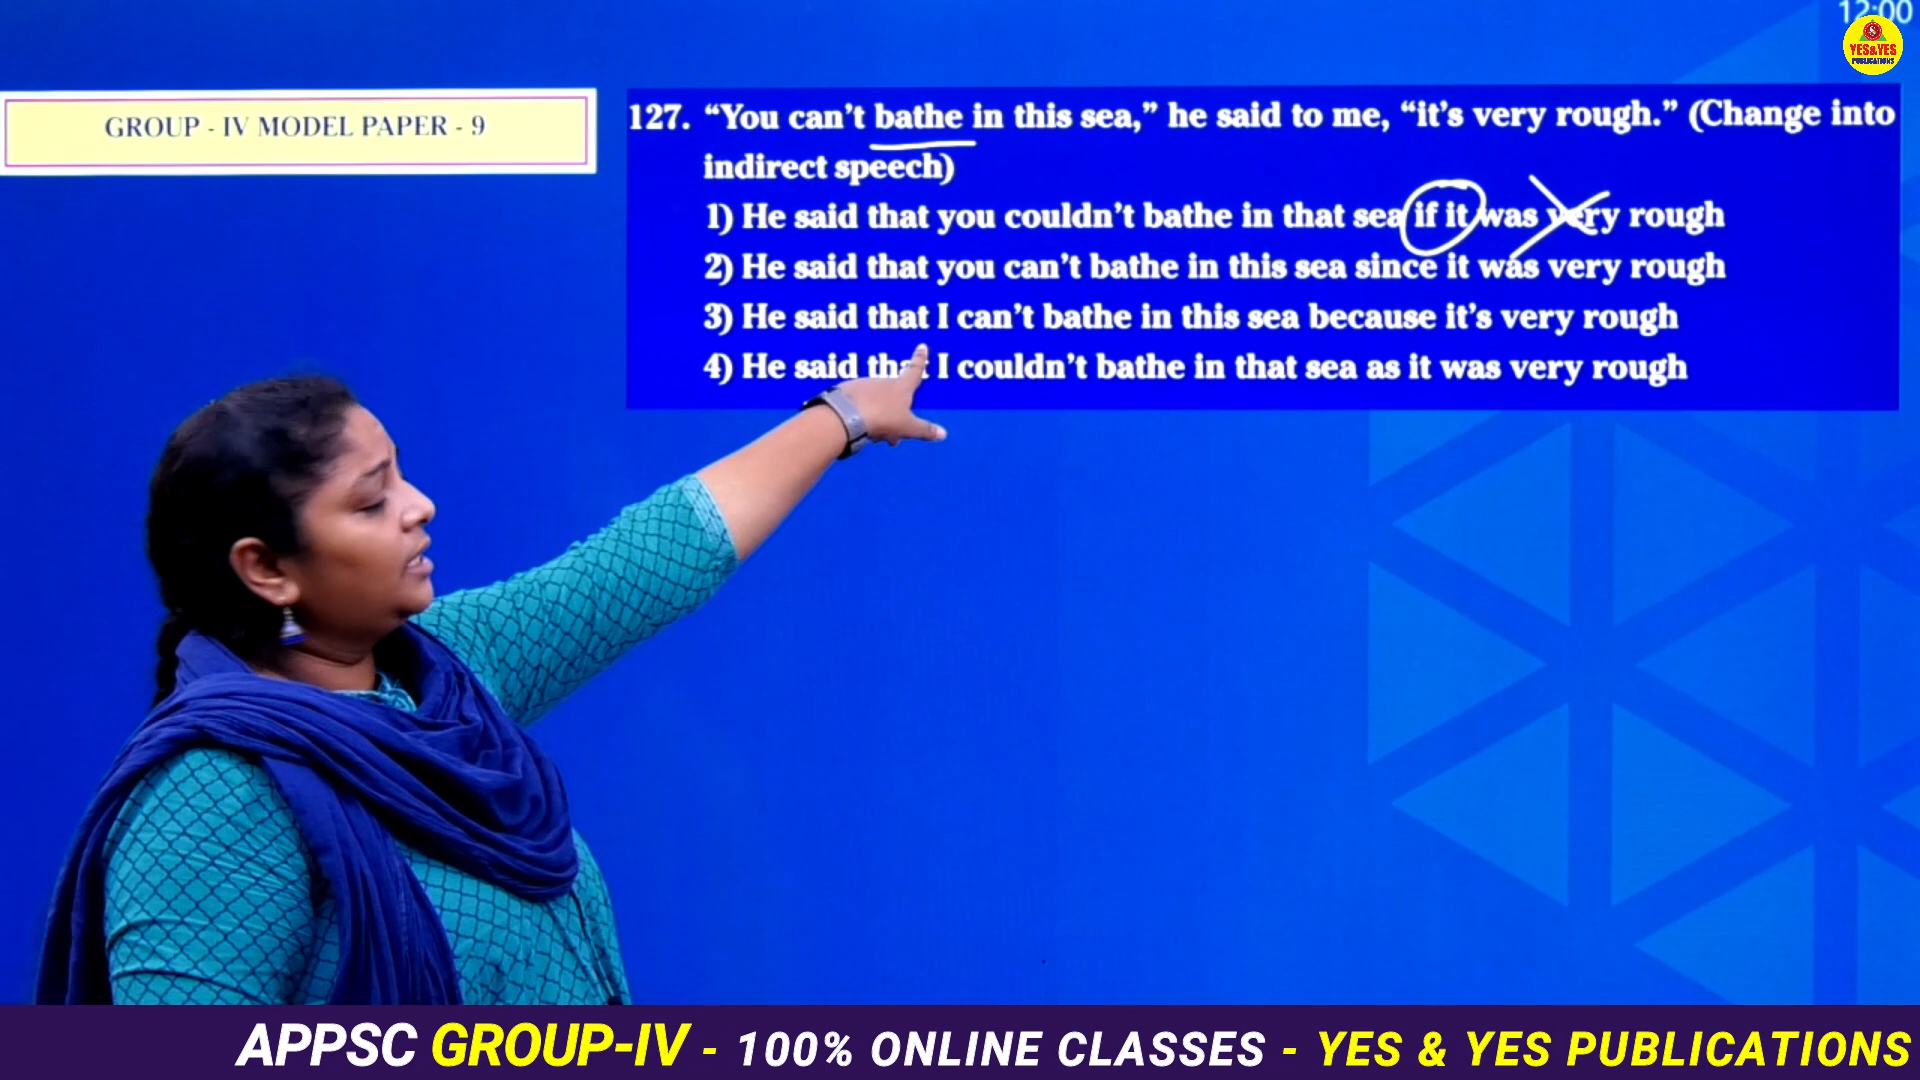 12:00
YES&YES
PUBLICATIONS
GROUP - IV MODEL PAPER - 9
127. “You can’t bathe in this sea,” he said to me, “it’s very rough.” (Change into
indirect speech)
1) He said that you couldn’t bathe in that sea if it was very rough
2) He said that you can’t bathe in this sea since it was very rough
3) He said that I can’t bathe in this sea because it’s very rough
4) He said that I couldn’t bathe in that sea as it was very rough
APPSC GROUP-IV - 100% ONLINE CLASSES - YES & YES PUBLICATIONS